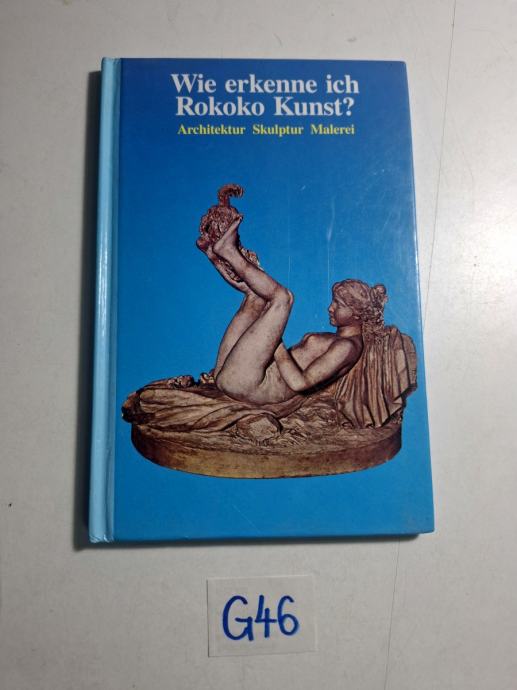 Wie erkenne ich
Rokoko Kunst?
Architektur Skulptur Malerei
G46